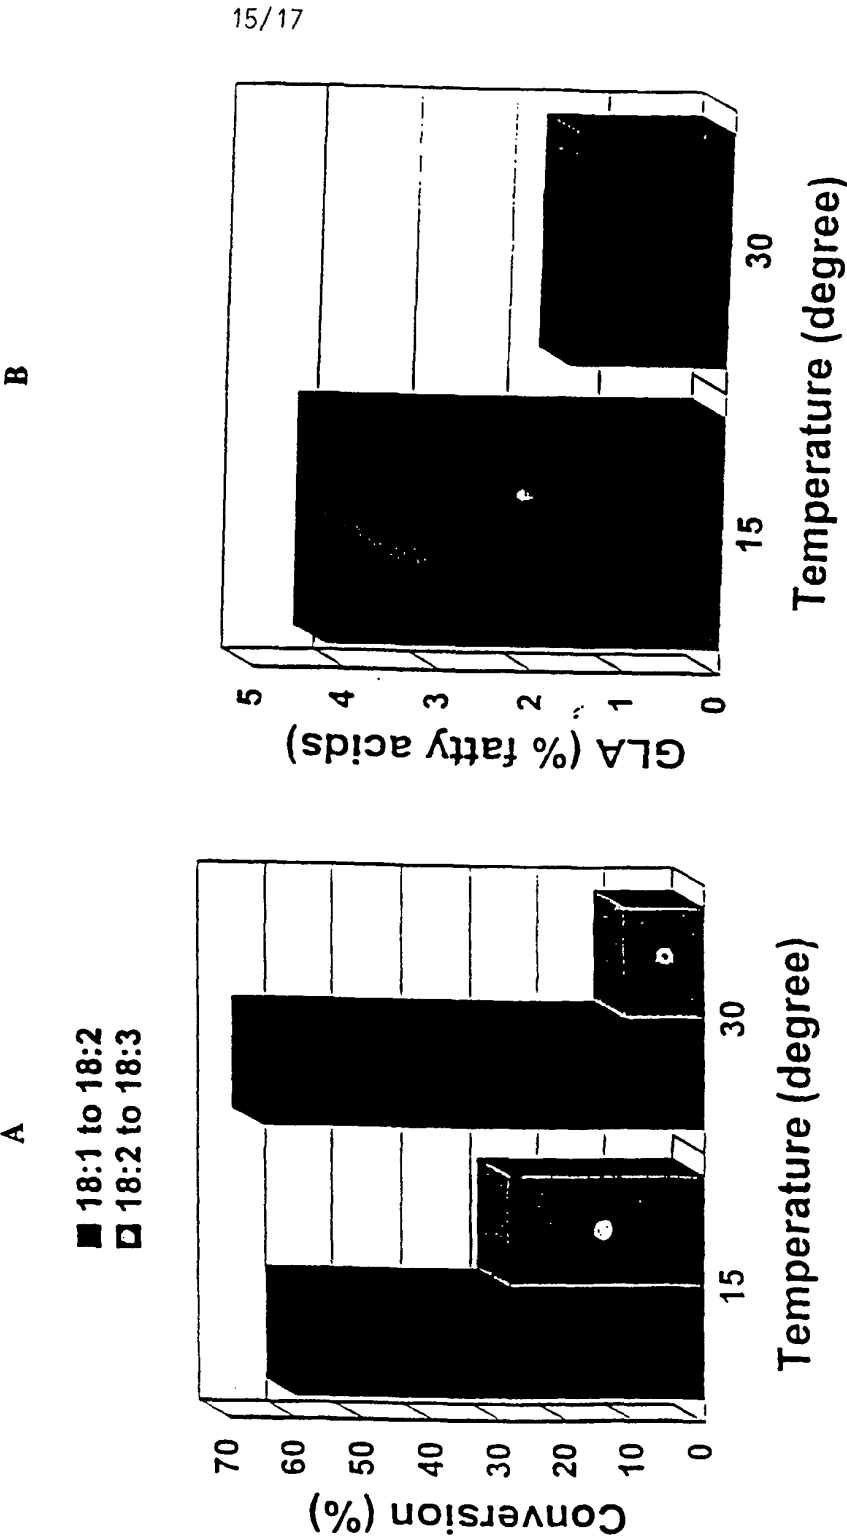 15/17
A
■ 18:1 to 18:2
18:2 to 18:3
Conversion (%)
70
60
50
40
30
20
10
0
15 30
Temperature (degree)
B
GLA (% fatty acids)
5
4
3
2
1
0
15 30
Temperature (degree)